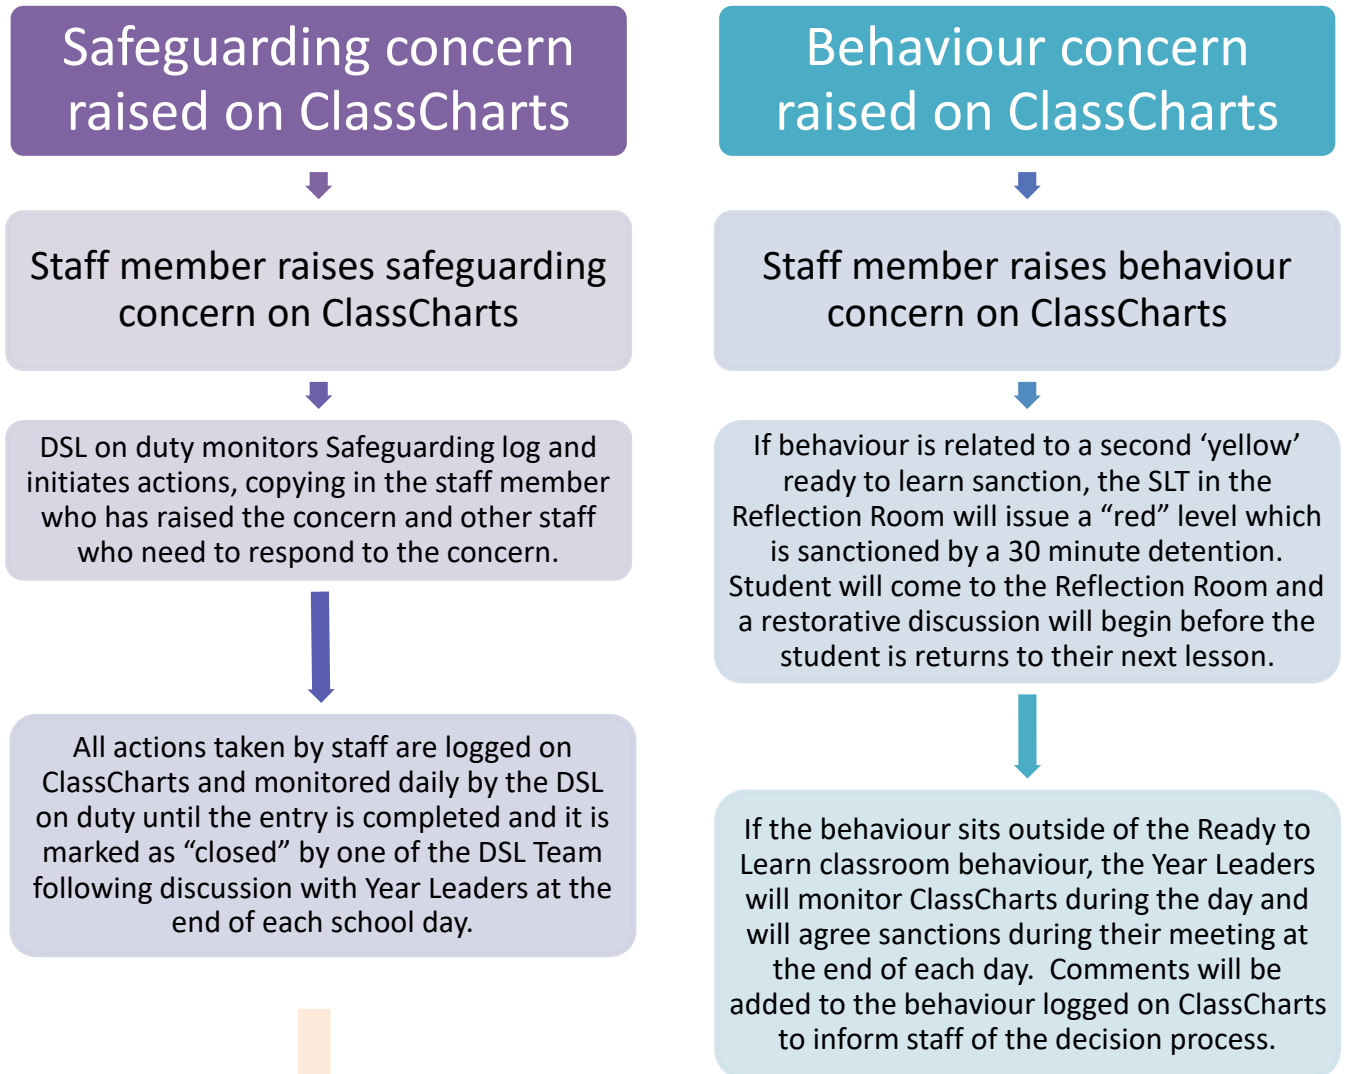 Safeguarding concern
raised on ClassCharts
Staff member raises safeguarding
concern on ClassCharts
DSL on duty monitors Safeguarding log and
initiates actions, copying in the staff member
who has raised the concern and other staff
who need to respond to the concern.
All actions taken by staff are logged on
ClassCharts and monitored daily by the DSL
on duty until the entry is completed and it is
marked as “closed” by one of the DSL Team
following discussion with Year Leaders at the
end of each school day.
Behaviour concern
raised on ClassCharts
Staff member raises behaviour
concern on ClassCharts
If behaviour is related to a second ‘yellow’
ready to learn sanction, the SLT in the
Reflection Room will issue a “red” level which
is sanctioned by a 30 minute detention.
Student will come to the Reflection Room and
a restorative discussion will begin before the
student is returns to their next lesson.
If the behaviour sits outside of the Ready to
Learn classroom behaviour, the Year Leaders
will monitor ClassCharts during the day and
will agree sanctions during their meeting at
the end of each day.  Comments will be
added to the behaviour logged on ClassCharts
to inform staff of the decision process.